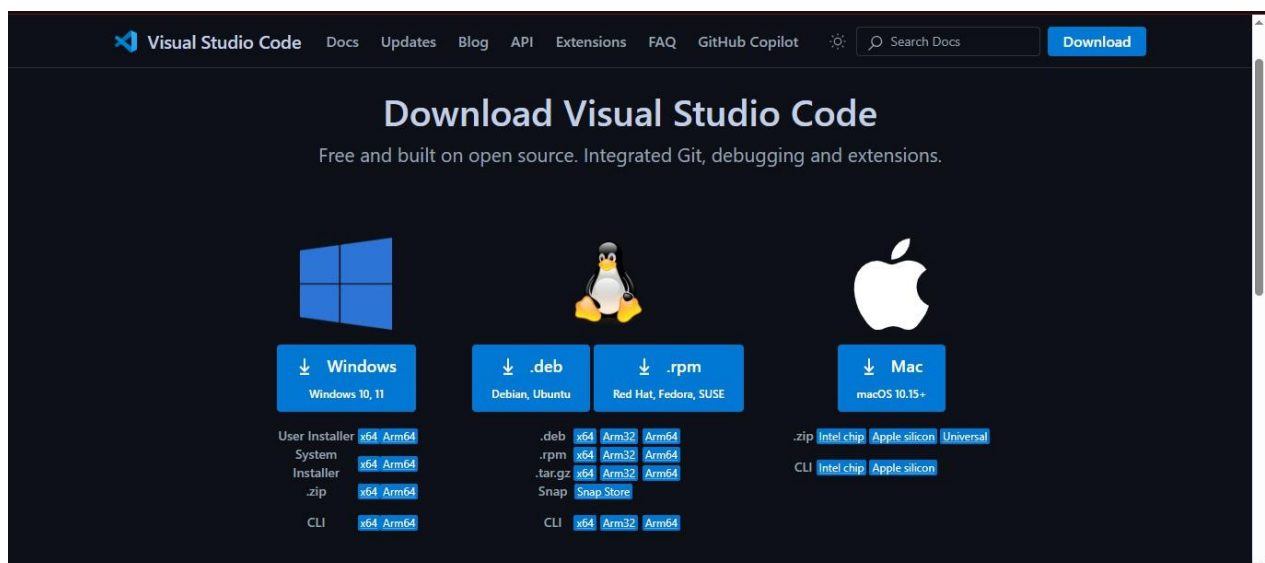 Visual Studio Code Docs Updates Blog API Extensions FAQ GitHub Copilot Search Docs Download
Download Visual Studio Code
Free and built on open source. Integrated Git, debugging and extensions.
Windows
Windows 10, 11
User Installer x64 Arm64
System
Installer x64 Arm64
.zip x64 Arm64
CLI x64 Arm64
.deb
Debian, Ubuntu
.rpm
Red Hat, Fedora, SUSE
.deb x64 Arm32 Arm64
.rpm x64 Arm32 Arm64
.tar.gz x64 Arm32 Arm64
Snap Snap Store
CLI x64 Arm32 Arm64
Mac
macOS 10.15+
.zip Intel chip Apple silicon Universal
CLI Intel chip Apple silicon